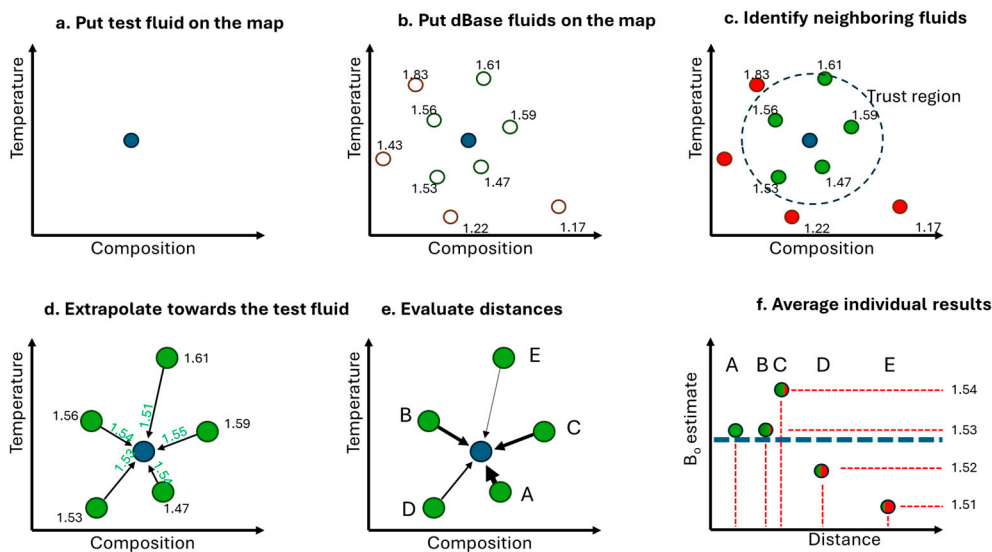 a. Put test fluid on the map
Temperature
Composition
b. Put dBase fluids on the map
Temperature
1.83
1.61
1.56
1.59
1.43
1.53
1.47
1.22
1.17
Composition
c. Identify neighboring fluids
Temperature
1.83
1.61
Trust region
1.56
1.59
1.53
1.47
1.22
1.17
Composition
d. Extrapolate towards the test fluid
Temperature
1.61
1.51
1.56
1.54
1.55
1.59
1.53
1.53
1.47
Composition
e. Evaluate distances
Temperature
E
B
C
D
A
Composition
f. Average individual results
Bo estimate
A
B
C
D
E
1.54
1.53
1.52
1.51
Distance